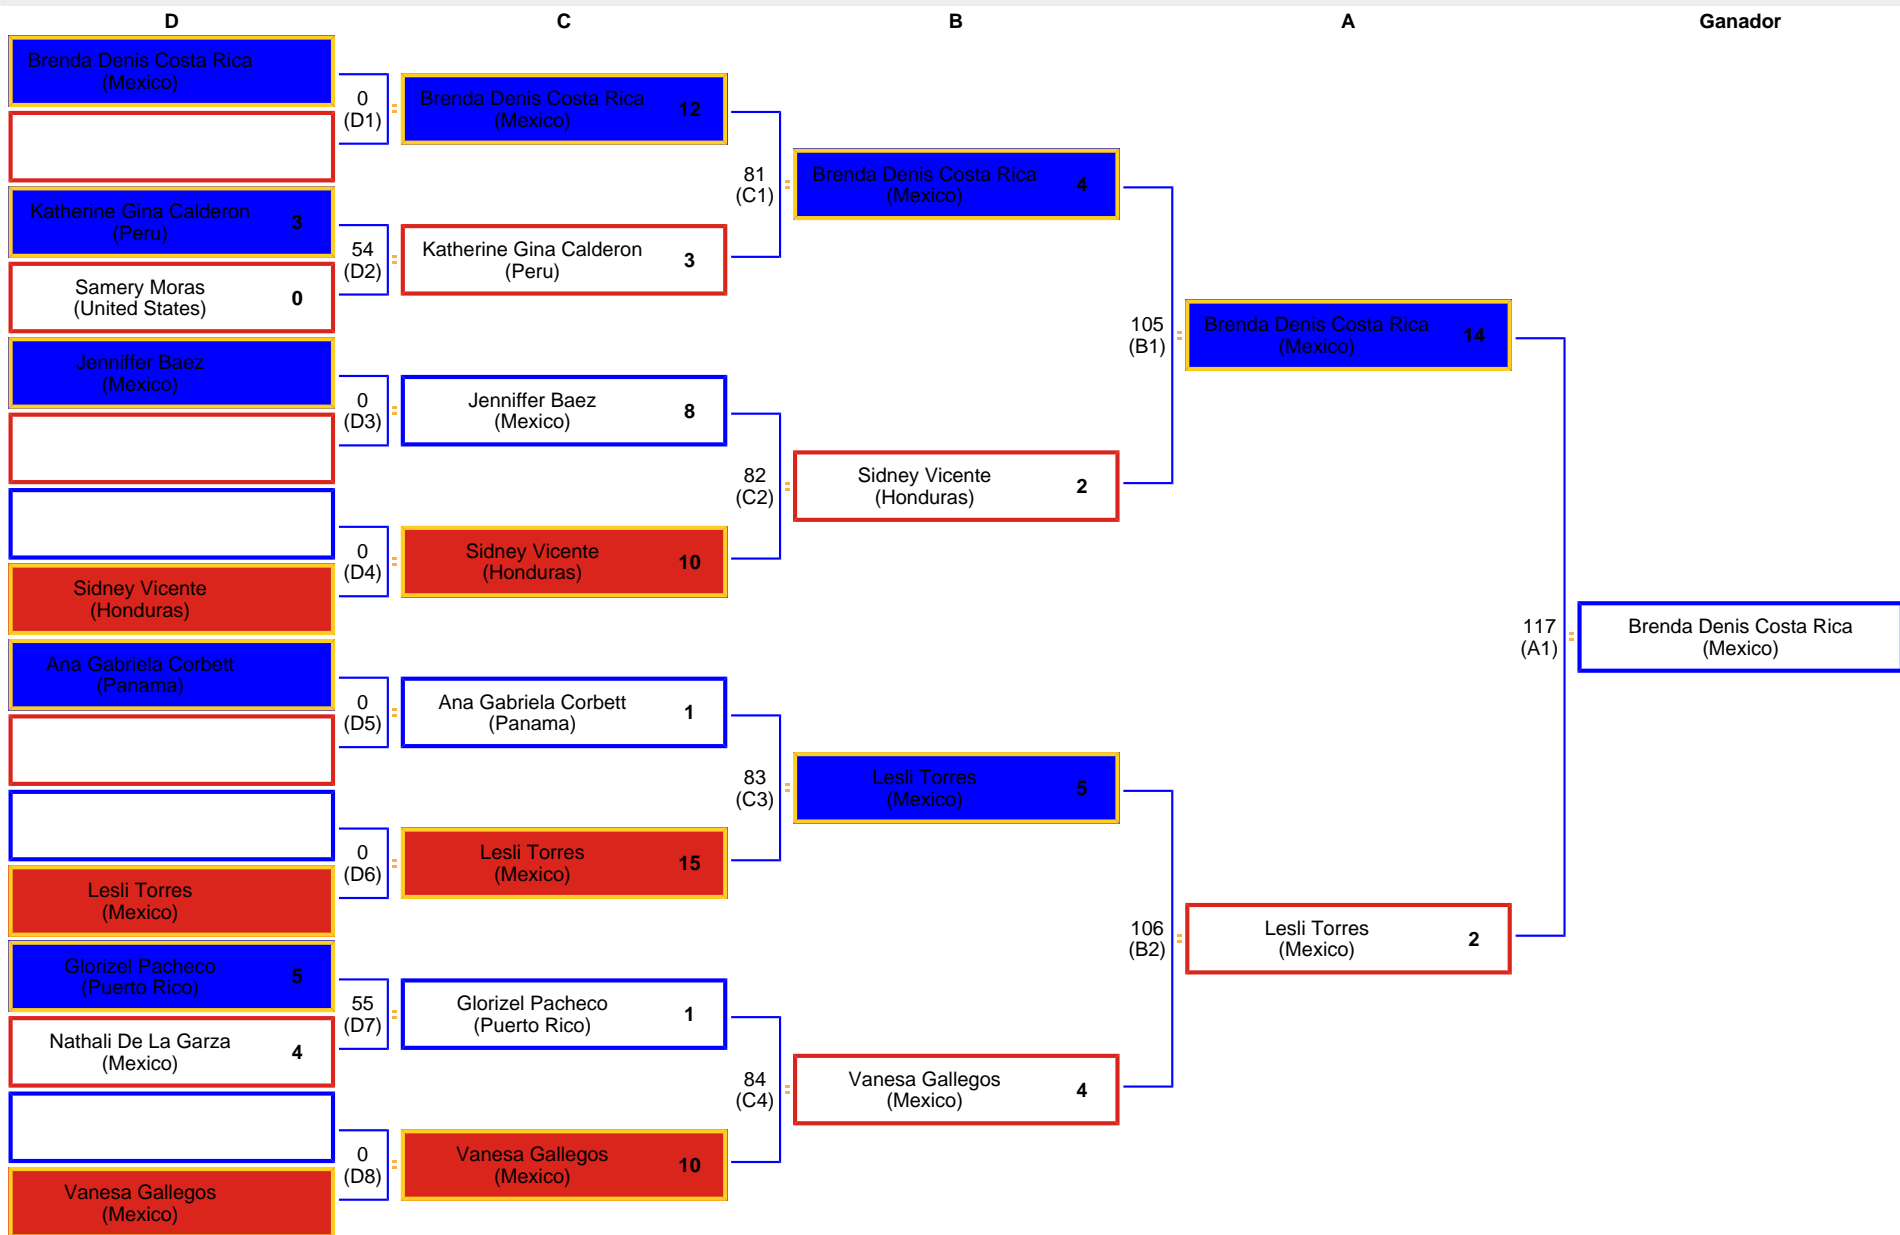 D
C
B
A
Ganador
Brenda Denis Costa Rica
(Mexico)
0
(D1)
Katherine Gina Calderon
(Peru)
3
Samery Moras
(United States)
0
54
(D2)
Jenniffer Baez
(Mexico)
0
(D3)
Sidney Vicente
(Honduras)
0
(D4)
Ana Gabriela Corbett
(Panama)
0
(D5)
Lesli Torres
(Mexico)
0
(D6)
Glorizel Pacheco
(Puerto Rico)
5
Nathali De La Garza
(Mexico)
4
55
(D7)
Vanesa Gallegos
(Mexico)
0
(D8)
Brenda Denis Costa Rica
(Mexico)
12
Katherine Gina Calderon
(Peru)
3
81
(C1)
Jenniffer Baez
(Mexico)
8
Sidney Vicente
(Honduras)
10
82
(C2)
Ana Gabriela Corbett
(Panama)
1
Lesli Torres
(Mexico)
15
83
(C3)
Glorizel Pacheco
(Puerto Rico)
1
Vanesa Gallegos
(Mexico)
10
84
(C4)
Brenda Denis Costa Rica
(Mexico)
4
Sidney Vicente
(Honduras)
2
105
(B1)
Lesli Torres
(Mexico)
5
Vanesa Gallegos
(Mexico)
4
106
(B2)
Brenda Denis Costa Rica
(Mexico)
14
Lesli Torres
(Mexico)
2
117
(A1)
Brenda Denis Costa Rica
(Mexico)